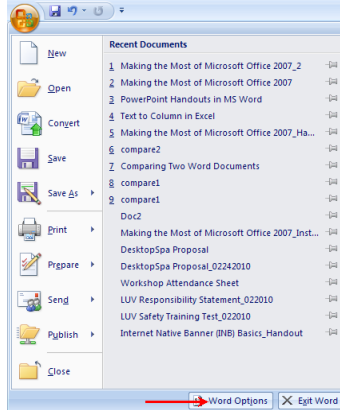 New
Open
Convert
Save
Save As
Print
Prepare
Send
Publish
Close
Recent Documents
1 Making the Most of Microsoft Office 2007_2
2 Making the Most of Microsoft Office 2007
3 PowerPoint Handouts in MS Word
4 Text to Column in Excel
5 Making the Most of Microsoft Office 2007_Ha...
6 compare2
7 Comparing Two Word Documents
8 compare1
9 compare1
Doc2
Making the Most of Microsoft Office 2007_Inst...
DesktopSpa Proposal
DesktopSpa Proposal_02242010
Workshop Attendance Sheet
LUV Responsibility Statement_022010
LUV Safety Training Test_022010
Internet Native Banner (INB) Basics_Handout
Word Options
Exit Word